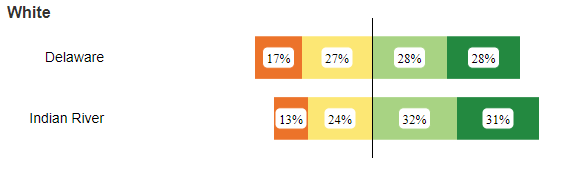 White
Delaware 17% 27% 28% 28%
Indian River 13% 24% 32% 31%